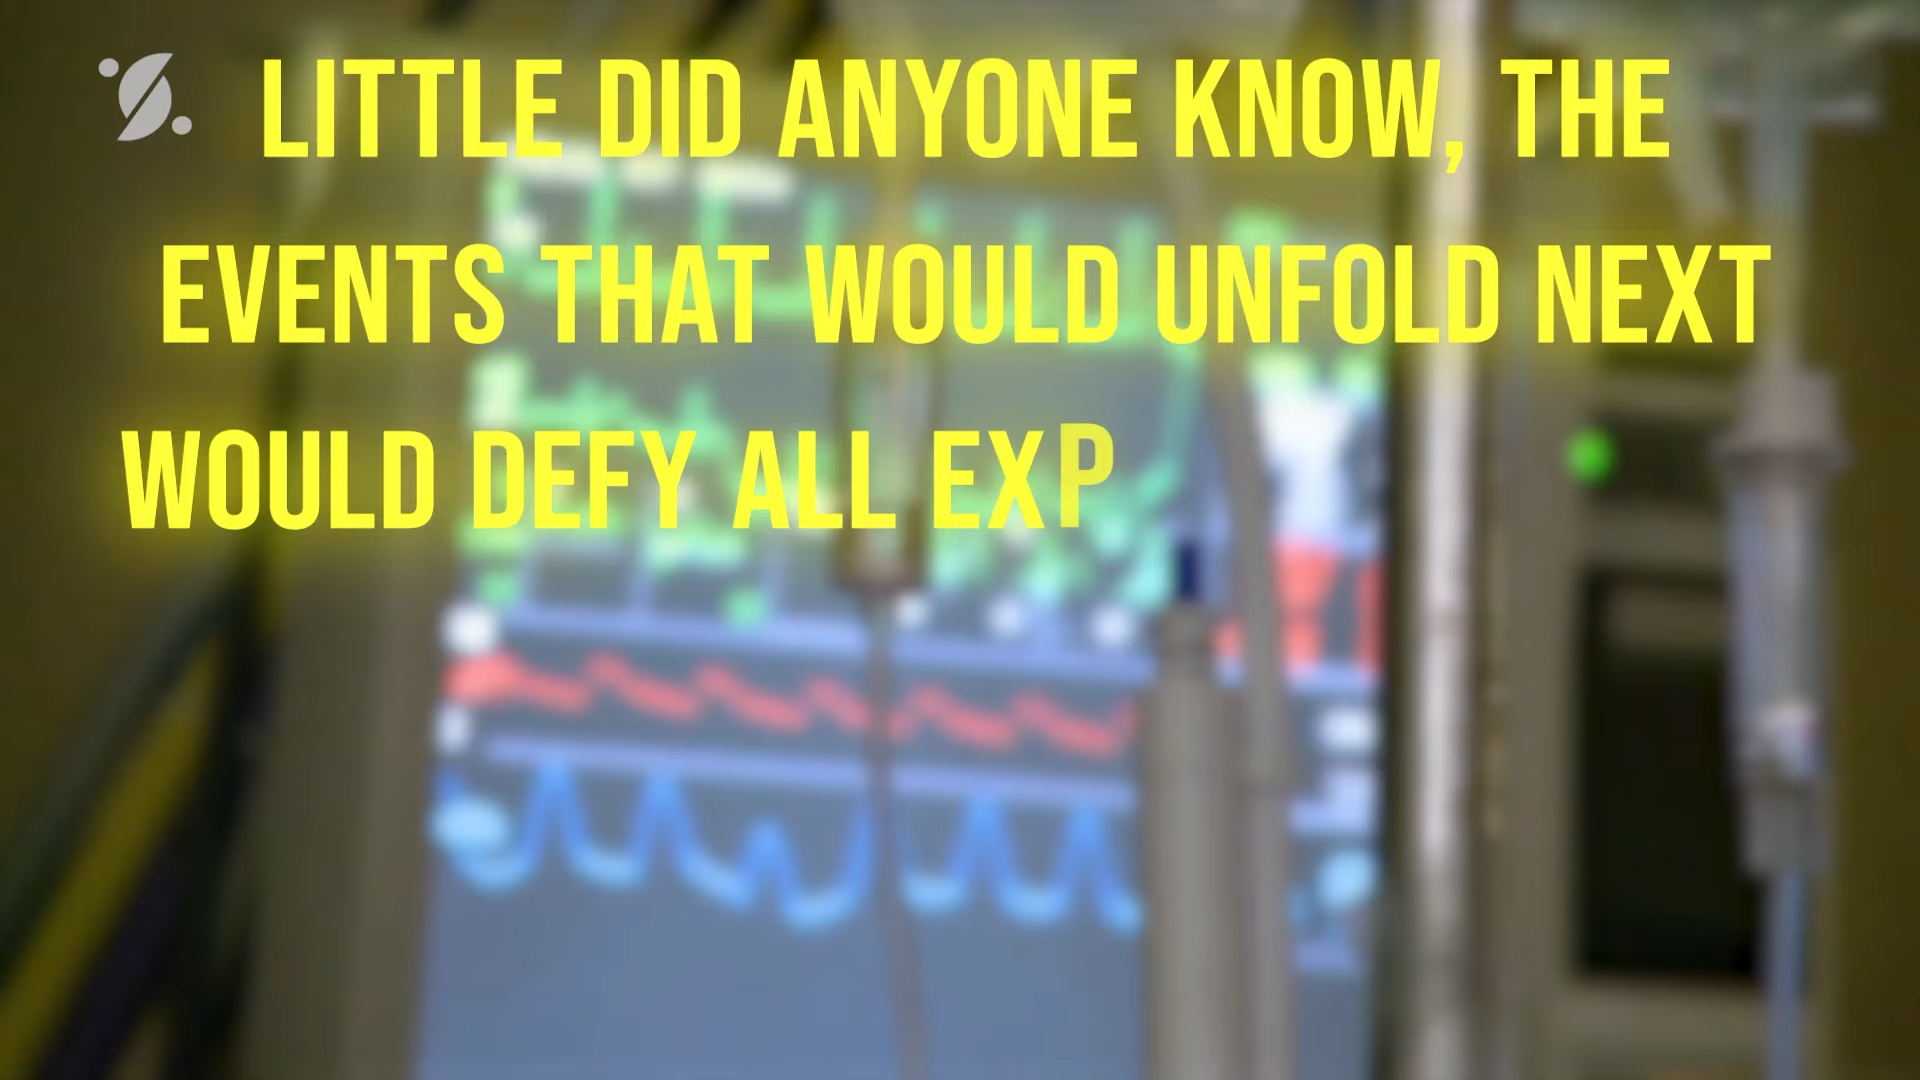 LITTLE DID ANYONE KNOW, THE
EVENTS THAT WOULD UNFOLD NEXT
WOULD DEFY ALL EXP